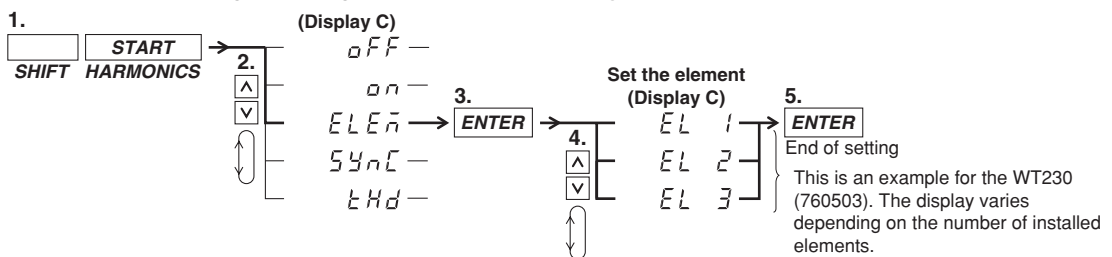 1.
START
SHIFT HARMONICS
2.
(Display C)
oFF
on
ELEm
SYnC
tHd
3.
ENTER
4.
Set the element
(Display C)
EL 1
EL 2
EL 3
5.
ENTER
End of setting
This is an example for the WT230
(760503). The display varies
depending on the number of installed
elements.